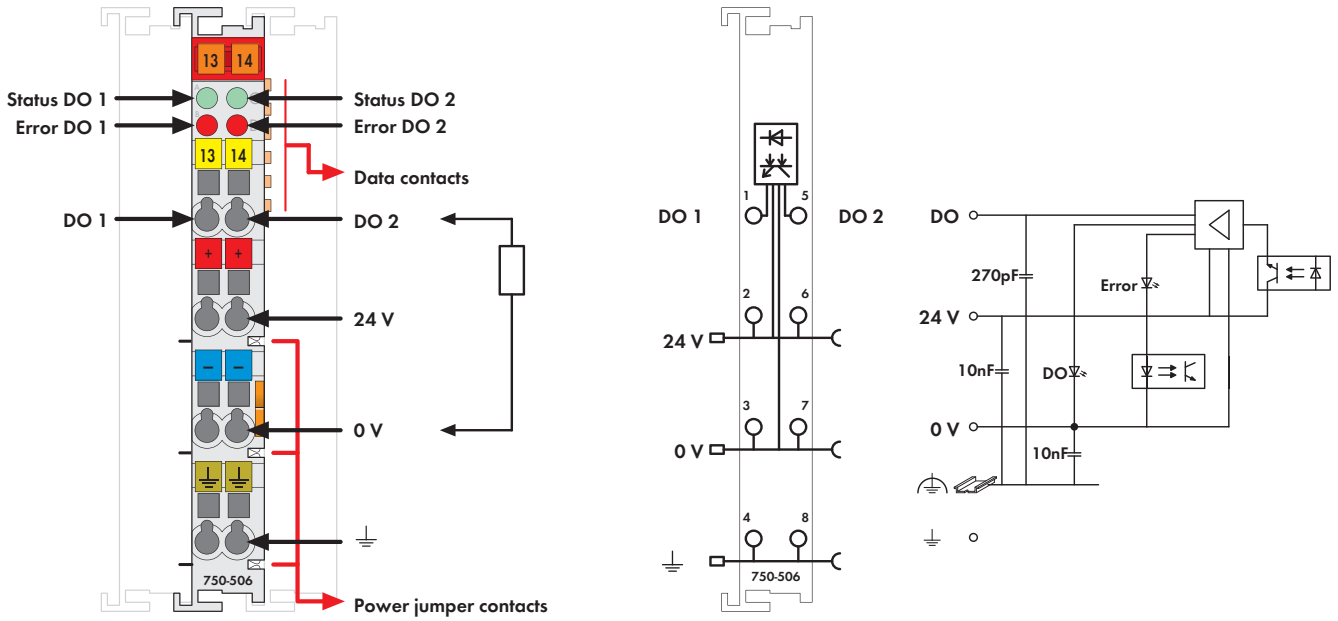 13 14
Status DO 1
Status DO 2
Error DO 1
Error DO 2
13 14
Data contacts
DO 1
DO 2
+ +
24 V
– –
0 V
750-506
Power jumper contacts
1 5
DO 1
DO 2
2 6
24 V
3 7
0 V
4 8
750-506
DO
270pF
Error
24 V
10nF
DO
0 V
10nF